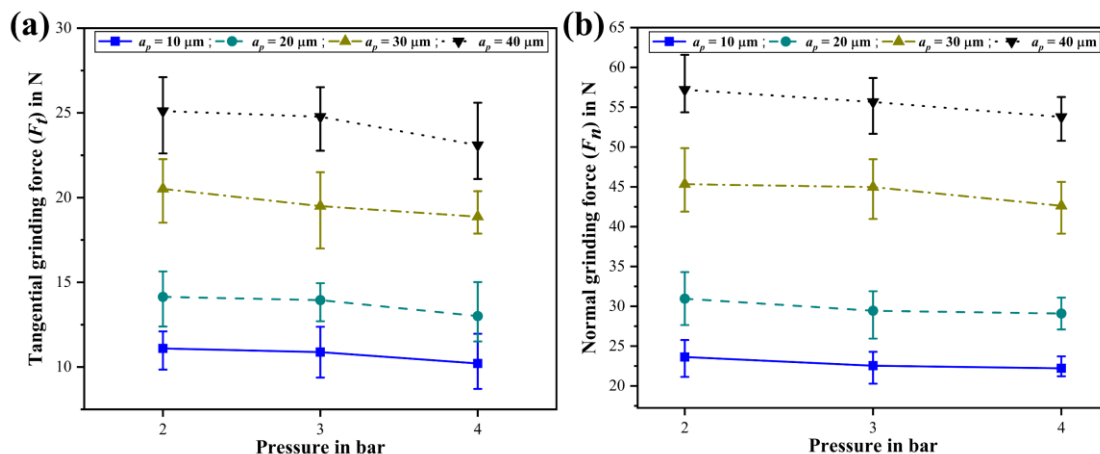 (a)
a_p = 10 μm ; a_p = 20 μm ; a_p = 30 μm ; a_p = 40 μm
Tangential grinding force (F_t) in N
30
25
20
15
10
2 3 4
Pressure in bar
(b)
a_p = 10 μm ; a_p = 20 μm ; a_p = 30 μm ; a_p = 40 μm
Normal grinding force (F_n) in N
65
60
55
50
45
40
35
30
25
20
2 3 4
Pressure in bar